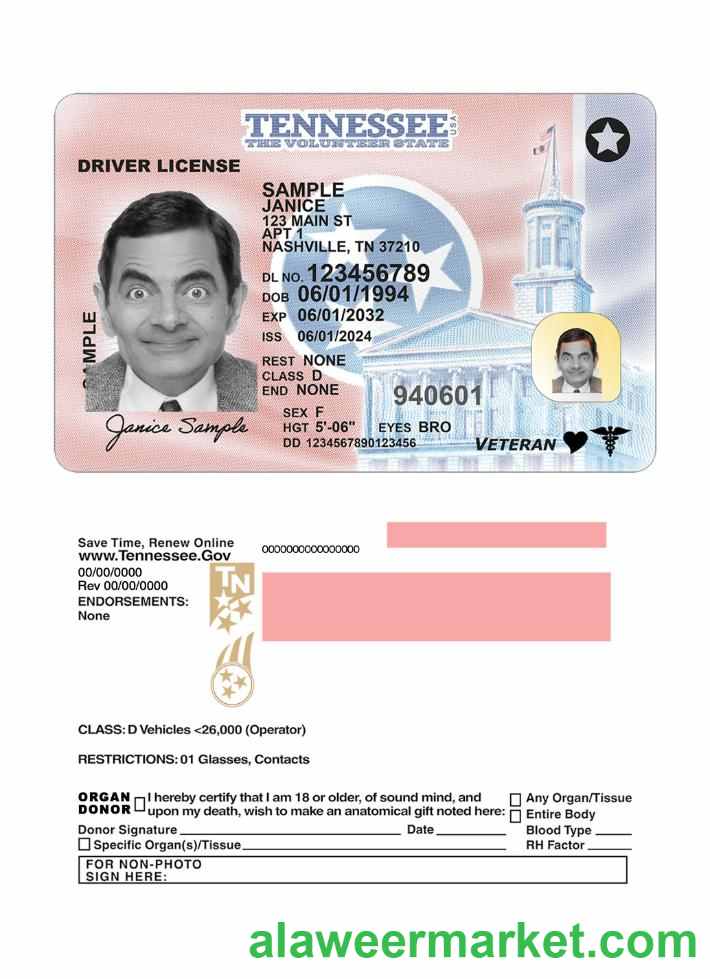 TENNESSEE USA
THE VOLUNTEER STATE
DRIVER LICENSE
SAMPLE
JANICE
123 MAIN ST
APT 1
NASHVILLE, TN 37210
DL NO. 123456789
DOB 06/01/1994
EXP 06/01/2032
ISS 06/01/2024
REST NONE
CLASS D
END NONE
940601
SEX F
HGT 5'-06" EYES BRO
DD 1234567890123456
SAMPLE
Janice Sample
VETERAN
Save Time, Renew Online
www.Tennessee.Gov
0000000000000000
00/00/0000
Rev 00/00/0000
ENDORSEMENTS:
None
TN
CLASS: D Vehicles <26,000 (Operator)
RESTRICTIONS: 01 Glasses, Contacts
ORGAN DONOR
I hereby certify that I am 18 or older, of sound mind, and
upon my death, wish to make an anatomical gift noted here:
Any Organ/Tissue
Entire Body
Donor Signature Date Blood Type
Specific Organ(s)/Tissue RH Factor
FOR NON-PHOTO
SIGN HERE:
alaweermarket.com